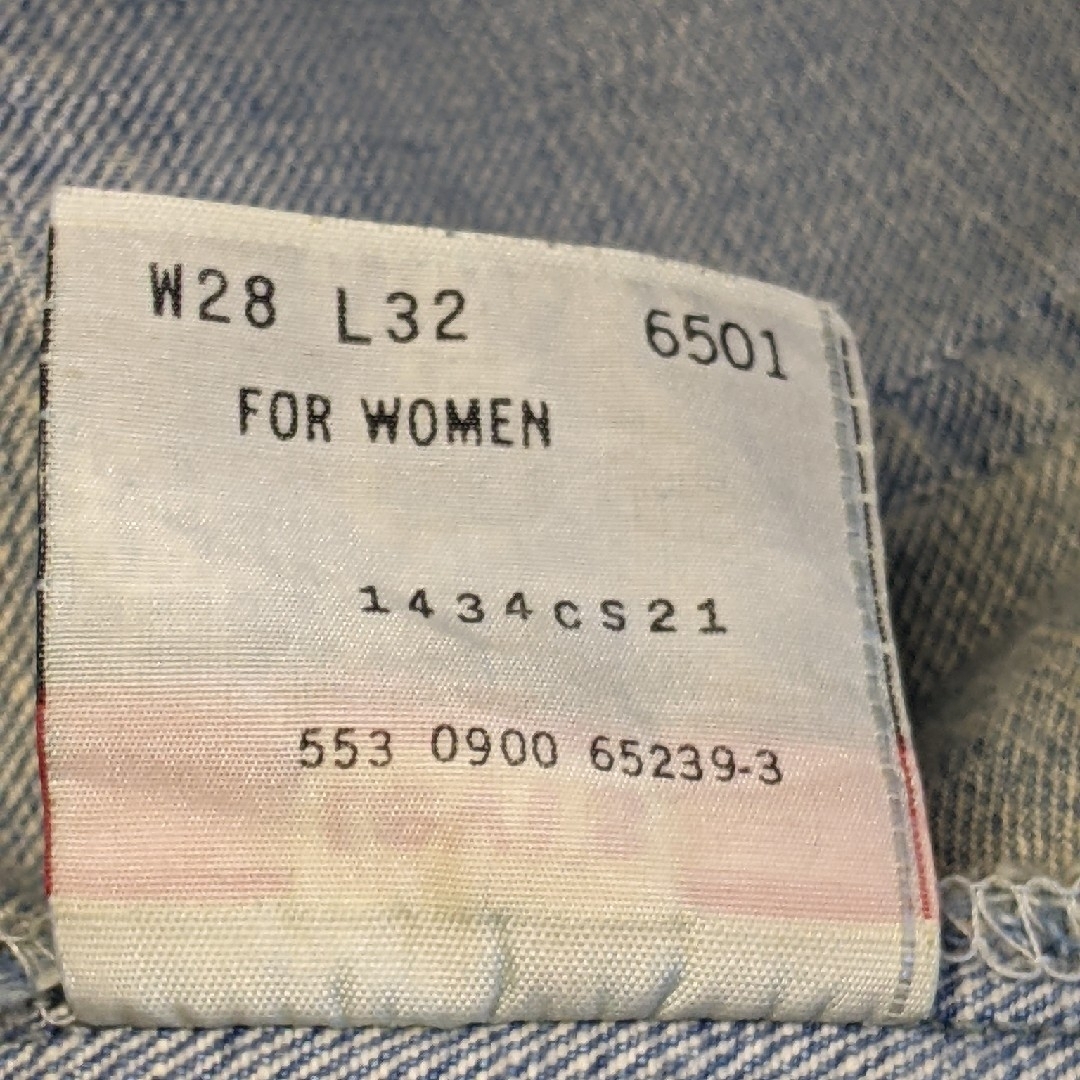 W28 L32 6501
FOR WOMEN
1434CS21
553 0900 65239-3